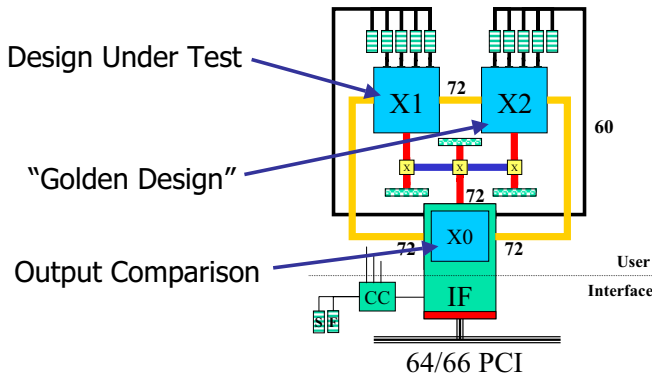 Design Under Test
X1
72
X2
60
“Golden Design”
X
X
X
72
X0
72
72
Output Comparison
User
Interface
CC
IF
S
F
64/66 PCI